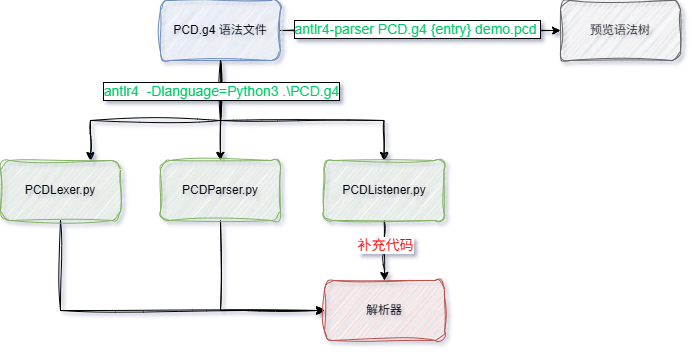 PCD.g4 语法文件
antlr4-parser PCD.g4 {entry} demo.pcd
预览语法树
antlr4 -Dlanguage=Python3 .\PCD.g4
PCDLexer.py
PCDParser.py
PCDListener.py
补充代码
解析器